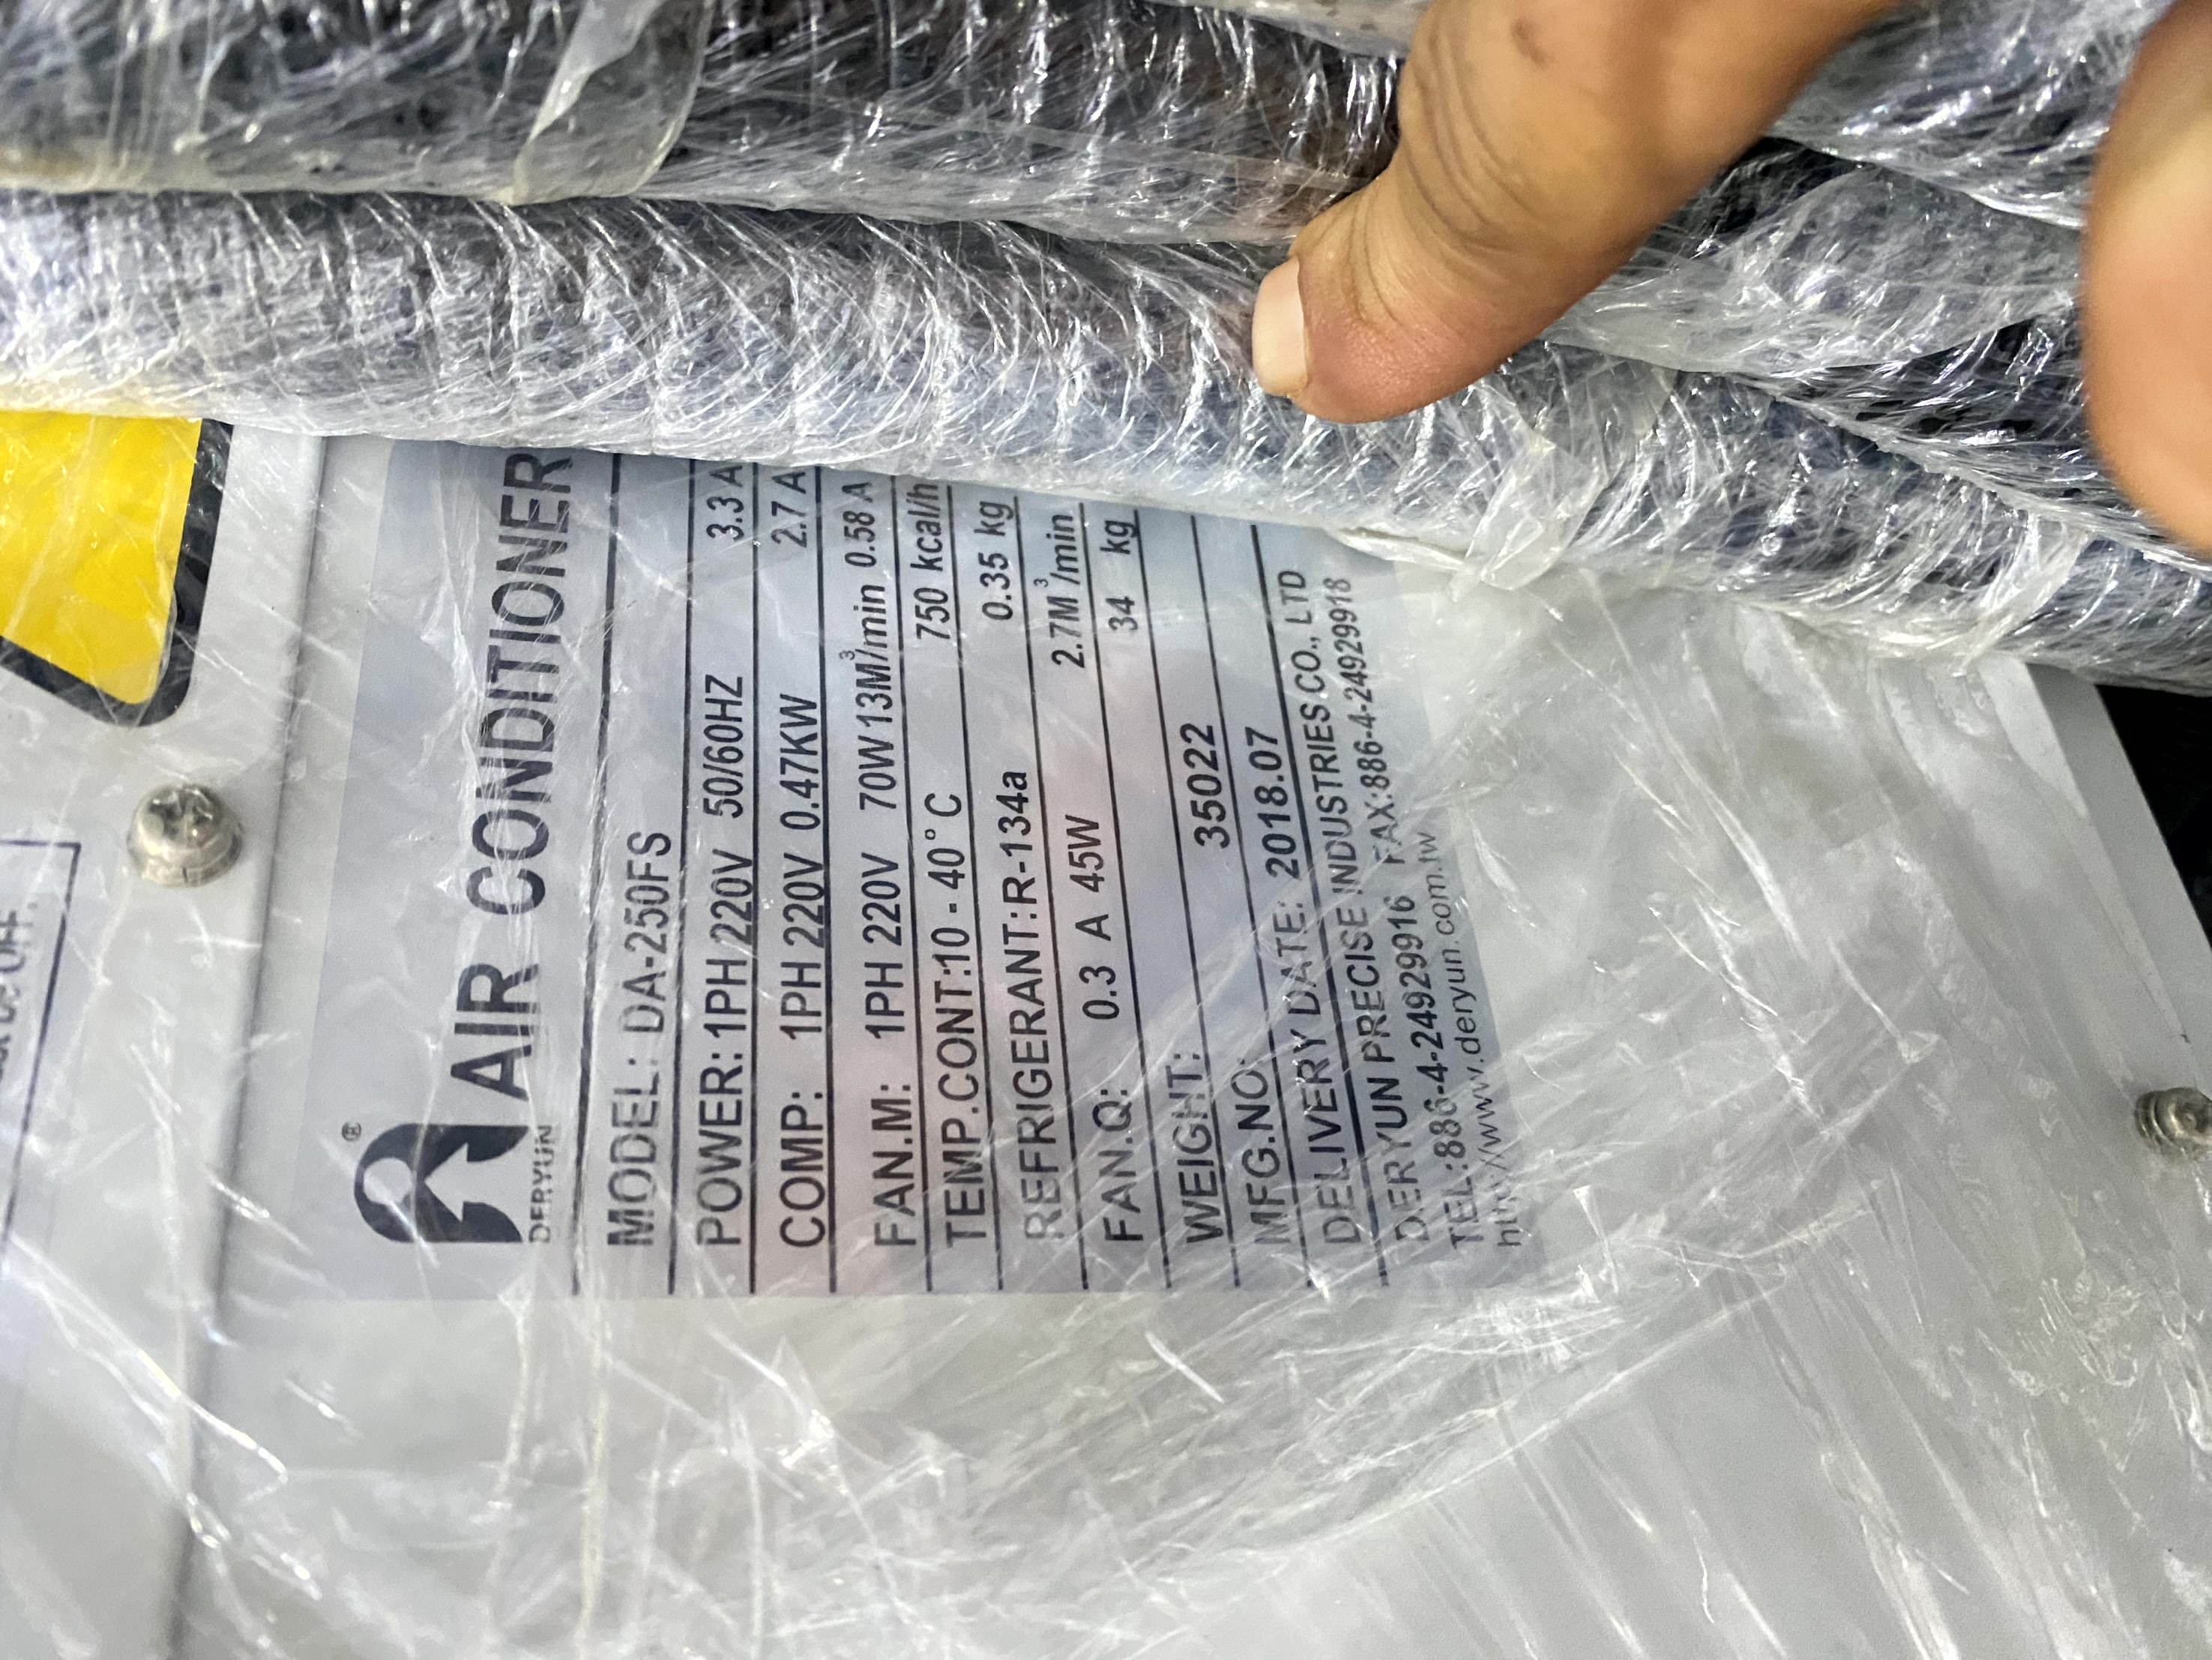 be OFF.
®
DERYUN
AIR CONDITIONER
MODEL: DA-250FS
POWER: 1PH 220V 50/60HZ 3.3 A
COMP: 1PH 220V 0.47KW 2.7 A
FAN.M: 1PH 220V 70W 13M³/min 0.58 A
TEMP.CONT:10 - 40°C 750 kcal/h
REFRIGERANT:R-134a 0.35 kg
FAN.Q: 0.3 A 45W 2.7M³/min
WEIGHT: 34 kg
MFG.NO: 35022
DELIVERY DATE: 2018.07
DERYUN PRECISE INDUSTRIES CO., LTD
TEL:886-4-24929916 FAX:886-4-24929918
http://www.deryun.com.tw